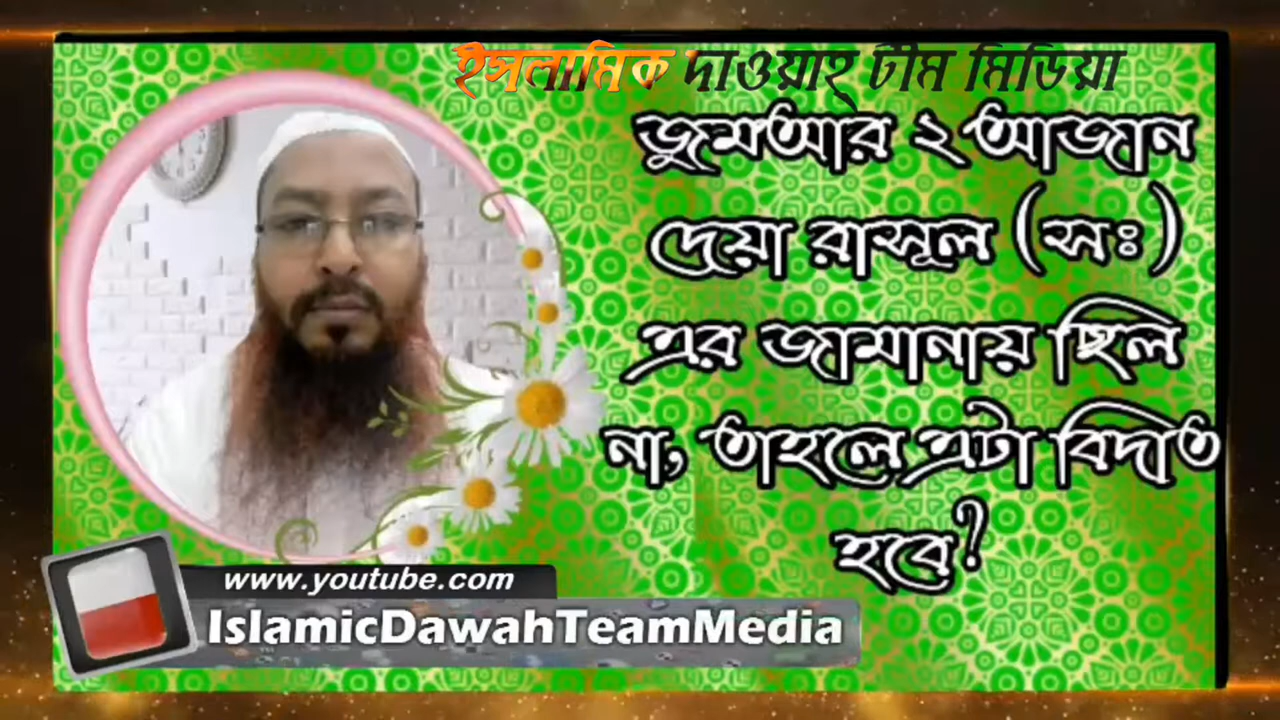 ইসলামিক দাওয়াহ্ টীম মিডিয়া
জুমআর ২ আজান
দেয়া রাসূল (সঃ)
এর জামানায় ছিল
না, তাহলে এটা বিদাত
হবে?
www.youtube.com
IslamicDawahTeamMedia